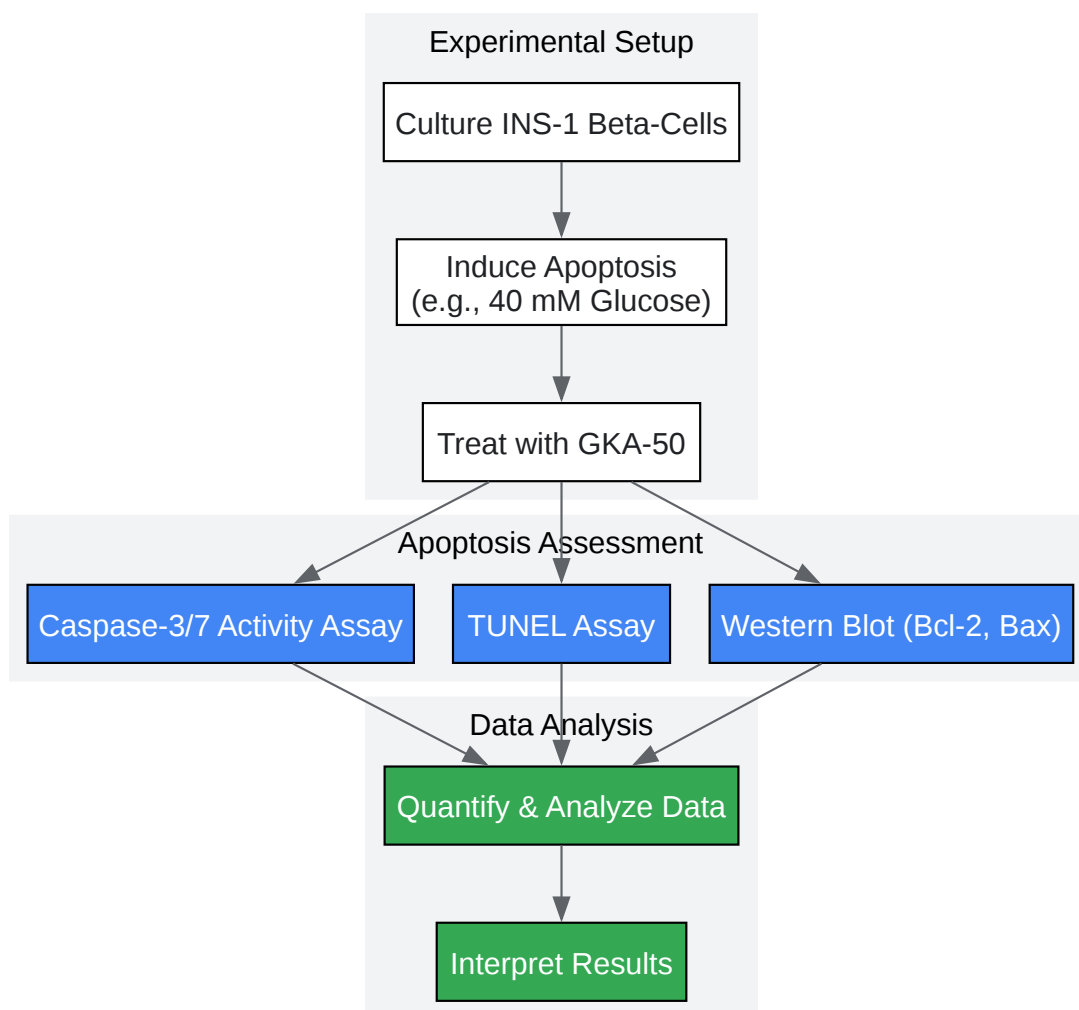 Experimental Setup
Culture INS-1 Beta-Cells
Induce Apoptosis
(e.g., 40 mM Glucose)
Treat with GKA-50
Apoptosis Assessment
Caspase-3/7 Activity Assay
TUNEL Assay
Western Blot (Bcl-2, Bax)
Data Analysis
Quantify & Analyze Data
Interpret Results